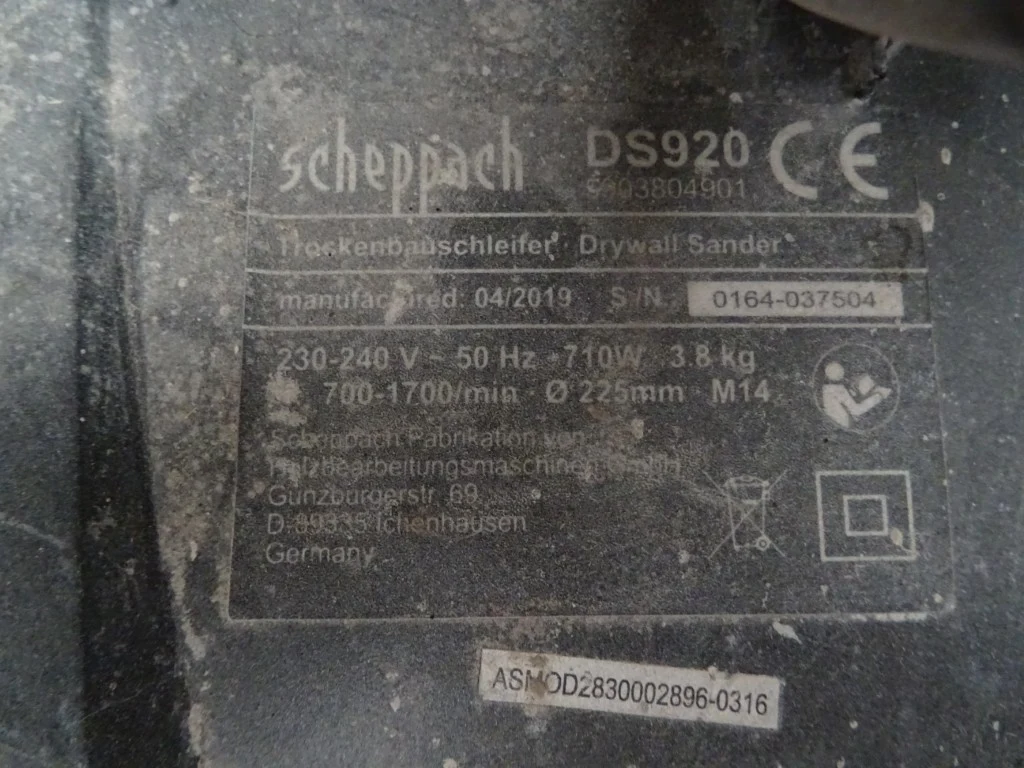 scheppach DS920 CE
5903804901
Trockenbauschleifer · Drywall Sander
manufactured: 04/2019 S/N.: 0164-037504
230-240 V ~ 50 Hz · 710W · 3.8 kg
700-1700/min · Ø 225mm · M14
Scheppach Fabrikation von
Holzbearbeitungsmaschinen GmbH
Günzburgerstr. 69
D-89335 Ichenhausen
Germany
ASMOD2830002896-0316